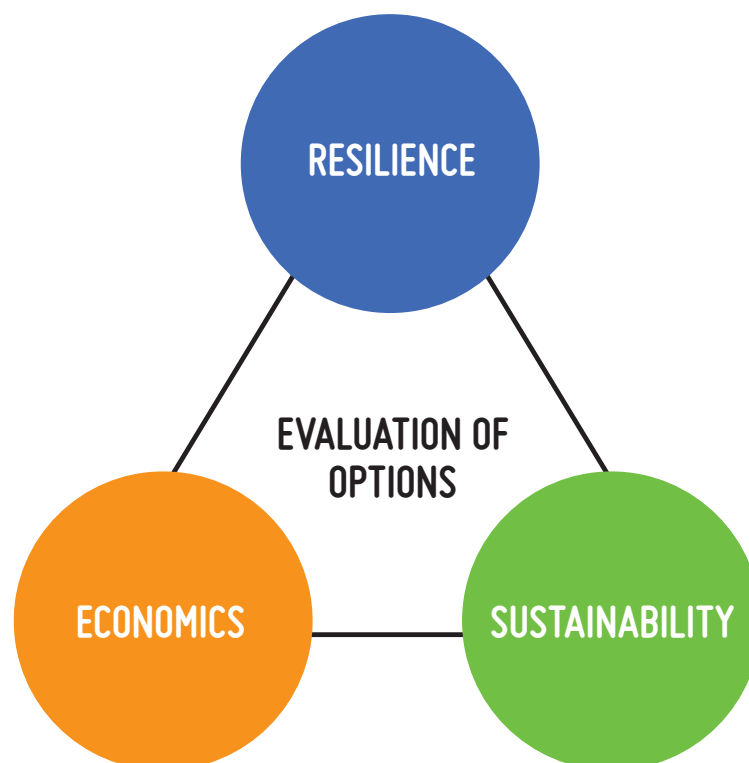 RESILIENCE
EVALUATION OF
OPTIONS
ECONOMICS
SUSTAINABILITY